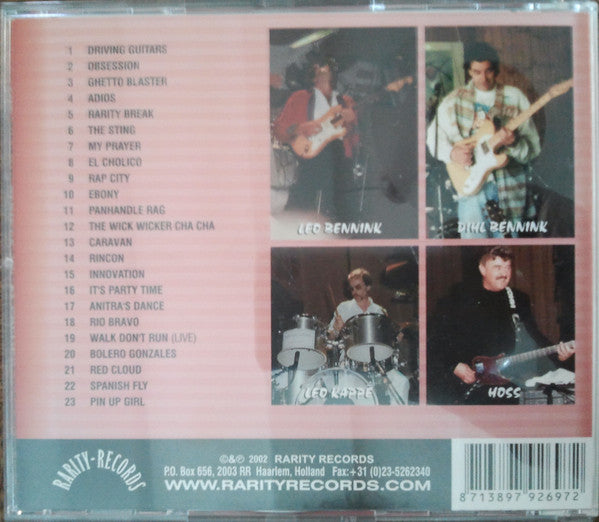 1 DRIVING GUITARS
2 OBSESSION
3 GHETTO BLASTER
4 ADIOS
5 RARITY BREAK
6 THE STING
7 MY PRAYER
8 EL CHOLICO
9 RAP CITY
10 EBONY
11 PANHANDLE RAG
12 THE WICK WICKER CHA CHA
13 CARAVAN
14 RINCON
15 INNOVATION
16 IT'S PARTY TIME
17 ANITRA'S DANCE
18 RIO BRAVO
19 WALK DON'T RUN (LIVE)
20 BOLERO GONZALES
21 RED CLOUD
22 SPANISH FLY
23 PIN UP GIRL
LEO BENNINK
DIHL BENNINK
LEO KAPPÉ
HOSS
RARITY-RECORDS
©&℗ 2002 RARITY RECORDS
P.O. Box 656, 2003 RR Haarlem, Holland Fax:+31 (0)23-5262340
WWW.RARITYRECORDS.COM
8 713897 926972